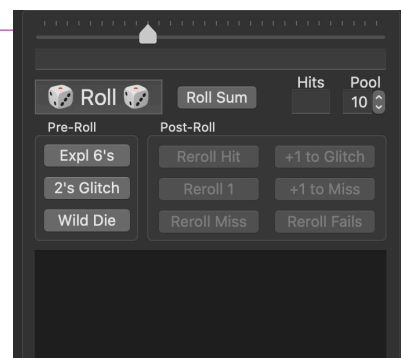 Roll
Roll Sum
Hits
Pool
10
Pre-Roll
Post-Roll
Expl 6's
Reroll Hit
+1 to Glitch
2's Glitch
Reroll 1
+1 to Miss
Wild Die
Reroll Miss
Reroll Fails